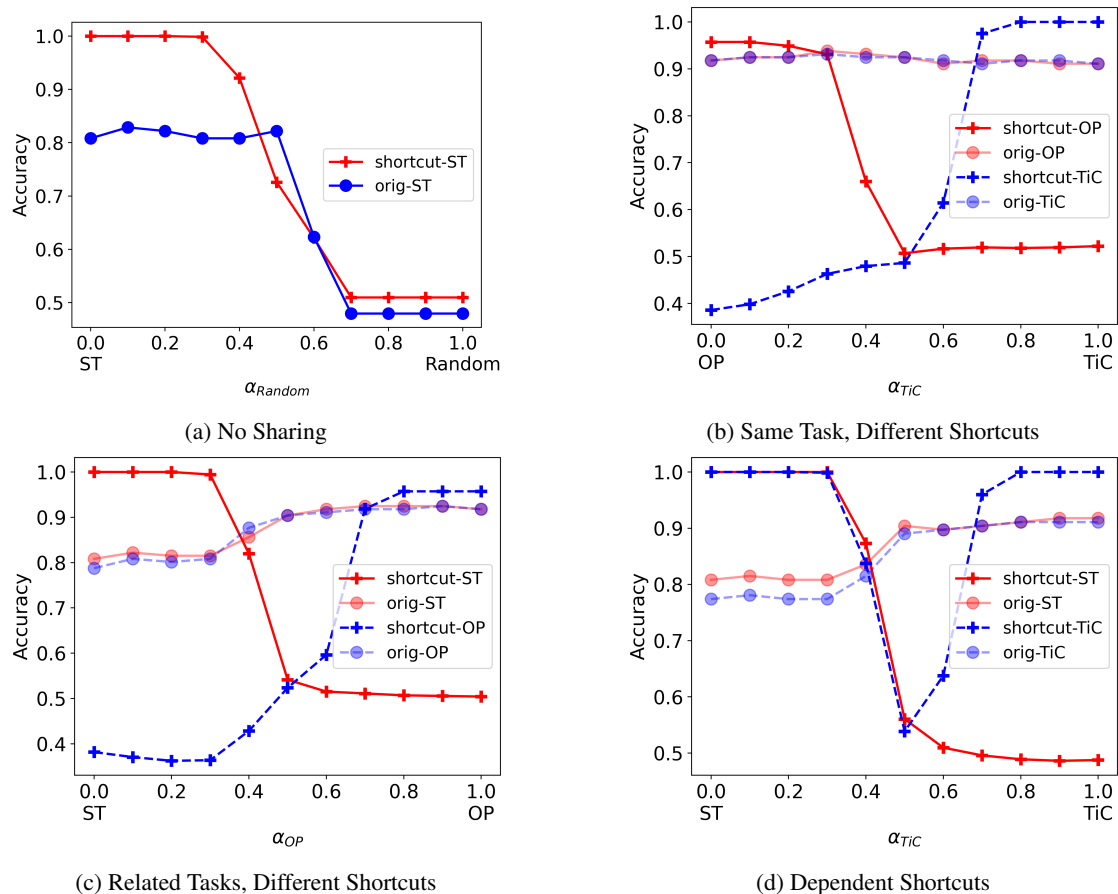 1.0
0.9
0.8
0.7
0.6
0.5
Accuracy
shortcut-ST
orig-ST
0.0 0.2 0.4 0.6 0.8 1.0
ST Random
α_Random
(a) No Sharing
1.0
0.9
0.8
0.7
0.6
0.5
0.4
Accuracy
shortcut-OP
orig-OP
shortcut-TiC
orig-TiC
0.0 0.2 0.4 0.6 0.8 1.0
OP TiC
α_TiC
(b) Same Task, Different Shortcuts
1.0
0.9
0.8
0.7
0.6
0.5
0.4
Accuracy
shortcut-ST
orig-ST
shortcut-OP
orig-OP
0.0 0.2 0.4 0.6 0.8 1.0
ST OP
α_OP
(c) Related Tasks, Different Shortcuts
1.0
0.9
0.8
0.7
0.6
0.5
Accuracy
shortcut-ST
orig-ST
shortcut-TiC
orig-TiC
0.0 0.2 0.4 0.6 0.8 1.0
ST TiC
α_TiC
(d) Dependent Shortcuts